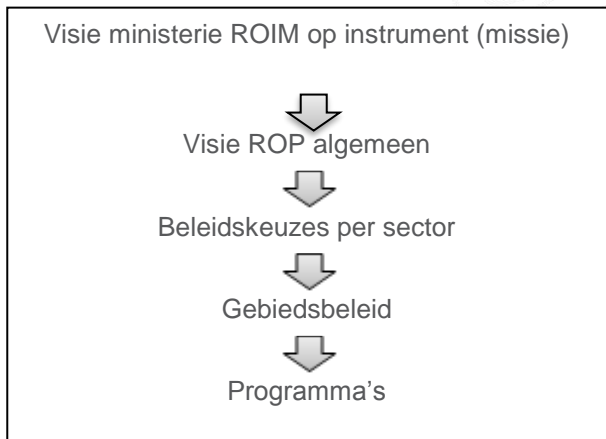 Visie ministerie ROIM op instrument (missie)
Visie ROP algemeen
Beleidskeuzes per sector
Gebiedsbeleid
Programma's